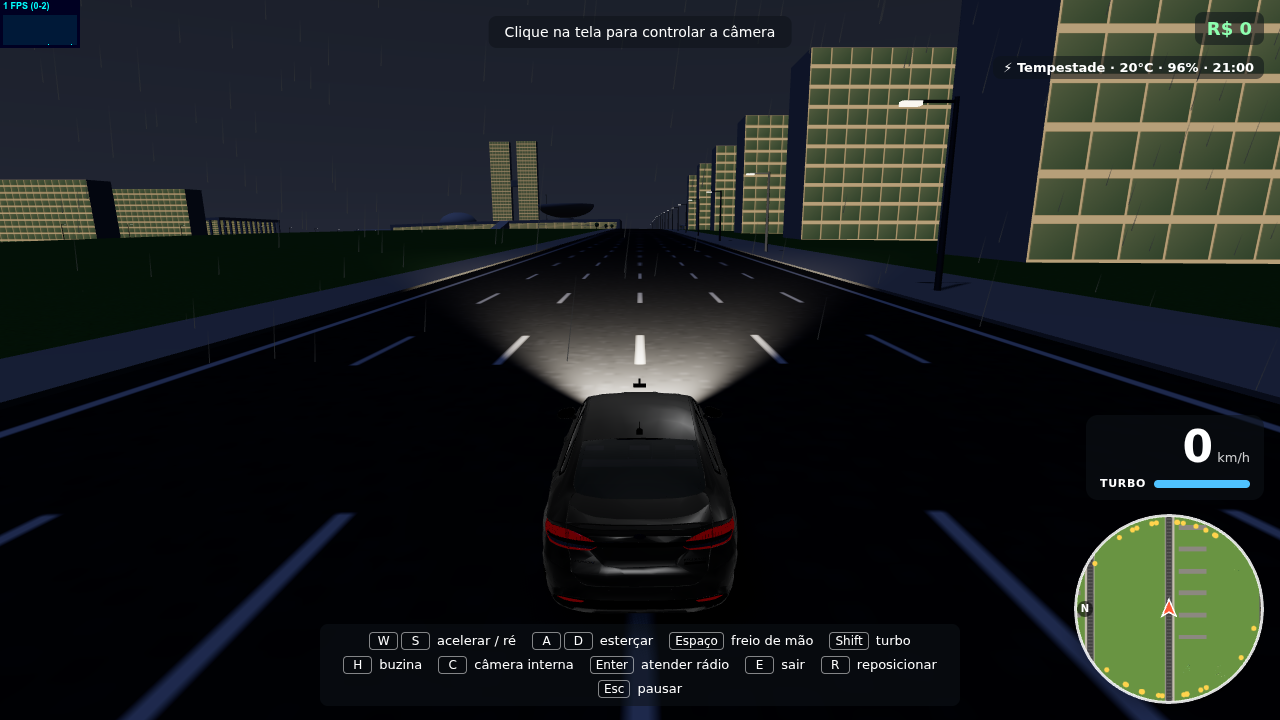 1 FPS (0-2)
Clique na tela para controlar a câmera
R$ 0
⚡ Tempestade · 20°C · 96% · 21:00
0 km/h
TURBO
N
W S acelerar / ré A D esterçar Espaço freio de mão Shift turbo
H buzina C câmera interna Enter atender rádio E sair R reposicionar
Esc pausar